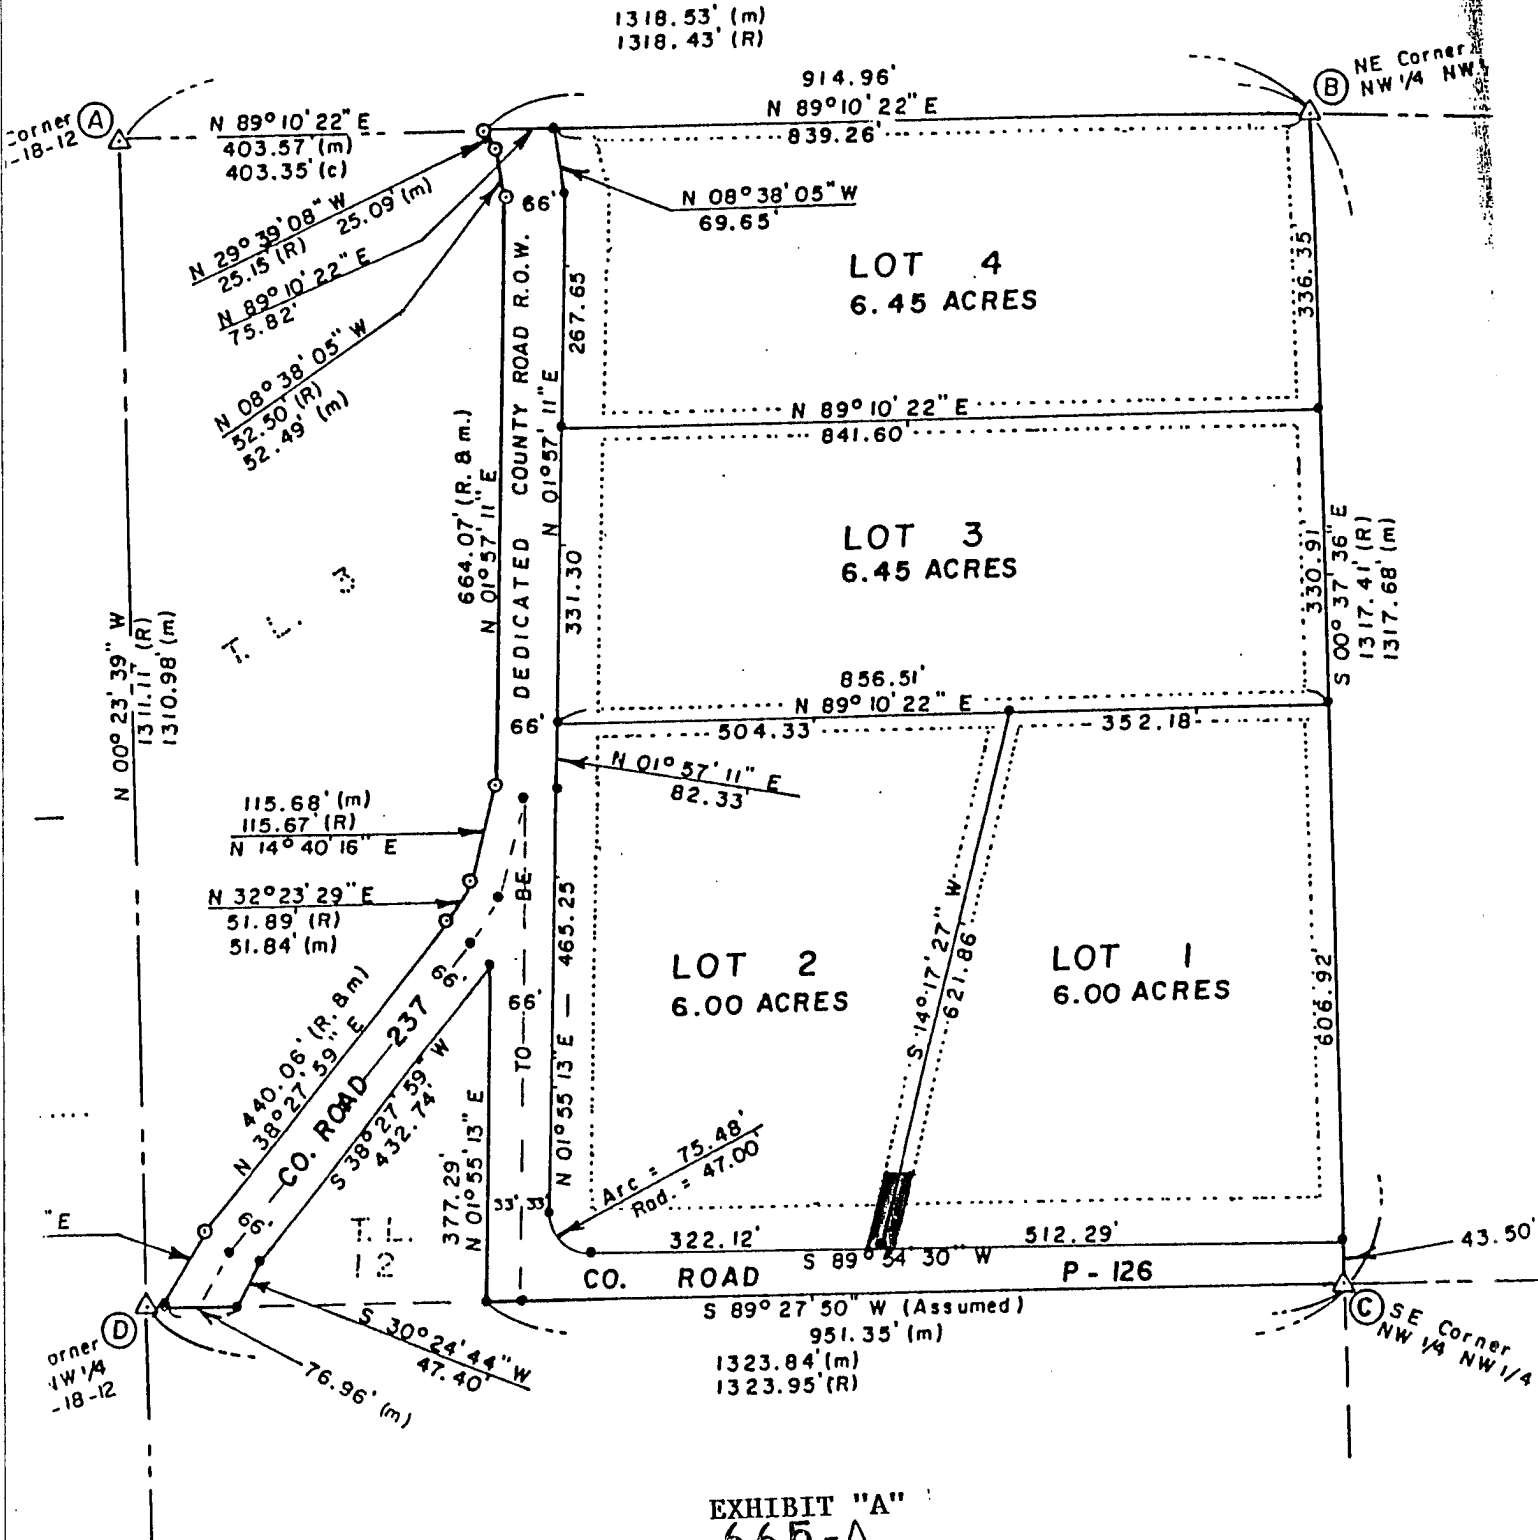 1318.53' (m)
1318.43' (R)
914.96'
N 89°10' 22" E
839.26'
B
NE Corner
NW 1/4 NW
orner A
-18-12
N 89°10' 22" E
403.57' (m)
403.35' (c)
N 29° 39' 08" W 25.09' (m)
25.15' (R)
N 89° 10' 22" E
75.82'
N 08° 38' 05" W
52.50' (R)
52.49' (m)
66'
N 08° 38' 05" W
69.65'
LOT 4
6.45 ACRES
336.35'
267.65'
N 01°57' 11" E
DEDICATED COUNTY ROAD R.O.W.
664.07' (R. & m.)
N 01°57' 11" E
N 89° 10' 22" E
841.60'
T. L. 3
LOT 3
6.45 ACRES
331.30'
330.91'
S 00° 37' 36" E
1317.41' (R)
1317.68' (m)
N 00° 23' 39" W
1311.11' (R)
1310.98' (m)
856.51'
N 89°10' 22" E
504.33'
352.18'
66'
N 01° 57' 11" E
82.33'
115.68' (m)
115.67' (R)
N 14° 40' 16" E
N 32° 23' 29" E
51.89' (R)
51.84' (m)
TO BE
66'
66'
N 01° 55' 13" E 465.25'
LOT 2
6.00 ACRES
S 14° 17' 27" W
621.86'
LOT 1
6.00 ACRES
606.92'
440.06' (R. & m)
N 38° 27' 59" E
CO. ROAD 237
S 38° 27' 59" W
432.74'
377.29'
N 01° 55' 13" E
33' 33'
Arc = 75.48'
Rad. = 47.00'
" E
66'
T. L.
12
322.12'
S 89° 54' 30" W
512.29'
43.50'
CO. ROAD P-126
S 89° 27' 50" W (Assumed)
951.35' (m)
1323.84' (m)
1323.95' (R)
C SE Corner
NW 1/4 NW 1/4
D
orner
NW 1/4
-18-12
S 30° 24' 44" W
47.40'
76.96' (m)
EXHIBIT "A"
665-A